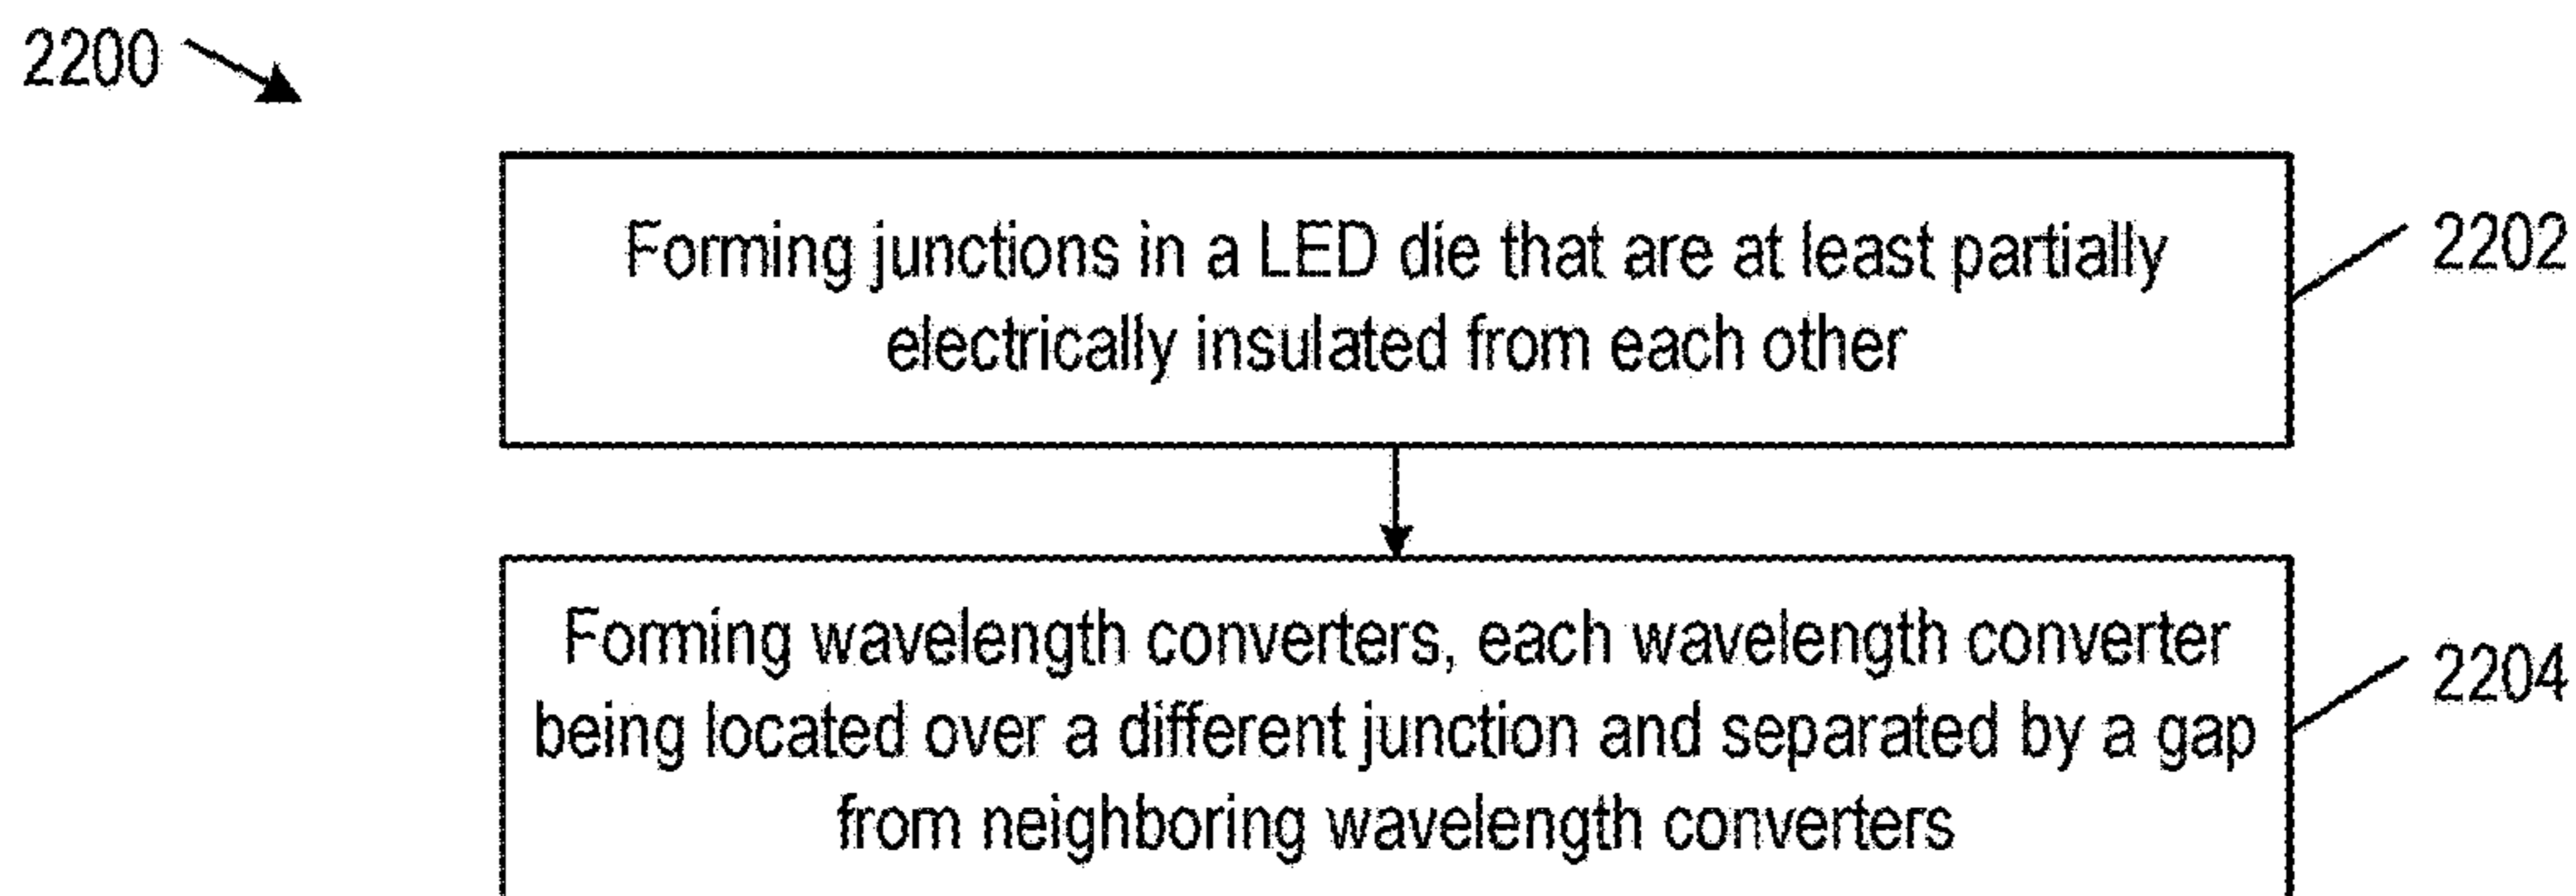 2200
Forming junctions in a LED die that are at least partially
electrically insulated from each other
2202
Forming wavelength converters, each wavelength converter
being located over a different junction and separated by a gap
from neighboring wavelength converters
2204